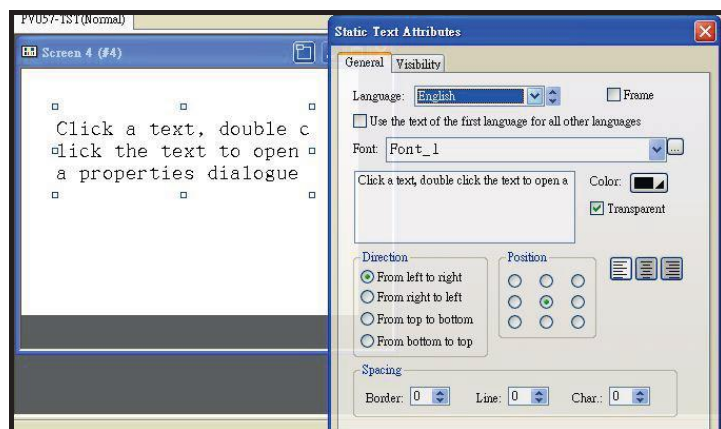 PV057-TST(Normal)
Screen 4 (#4)
Click a text, double c
lick the text to open
a properties dialogue
Static Text Attributes
General
Visibility
Language:
English
Frame
Use the text of the first language for all other languages
Font:
Font_1
...
Click a text, double click the text to open a
Color:
Transparent
Direction
From left to right
From right to left
From top to bottom
From bottom to top
Position
Spacing
Border: 0
Line: 0
Char.: 0